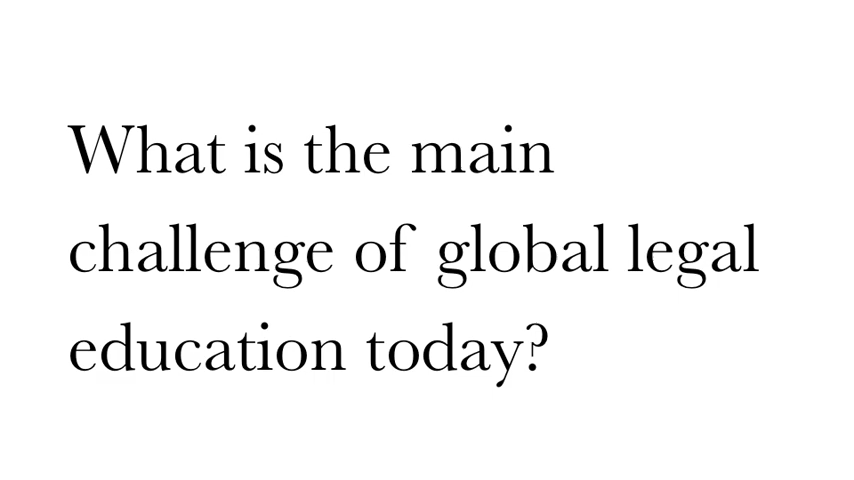 What is the main
challenge of global legal
education today?